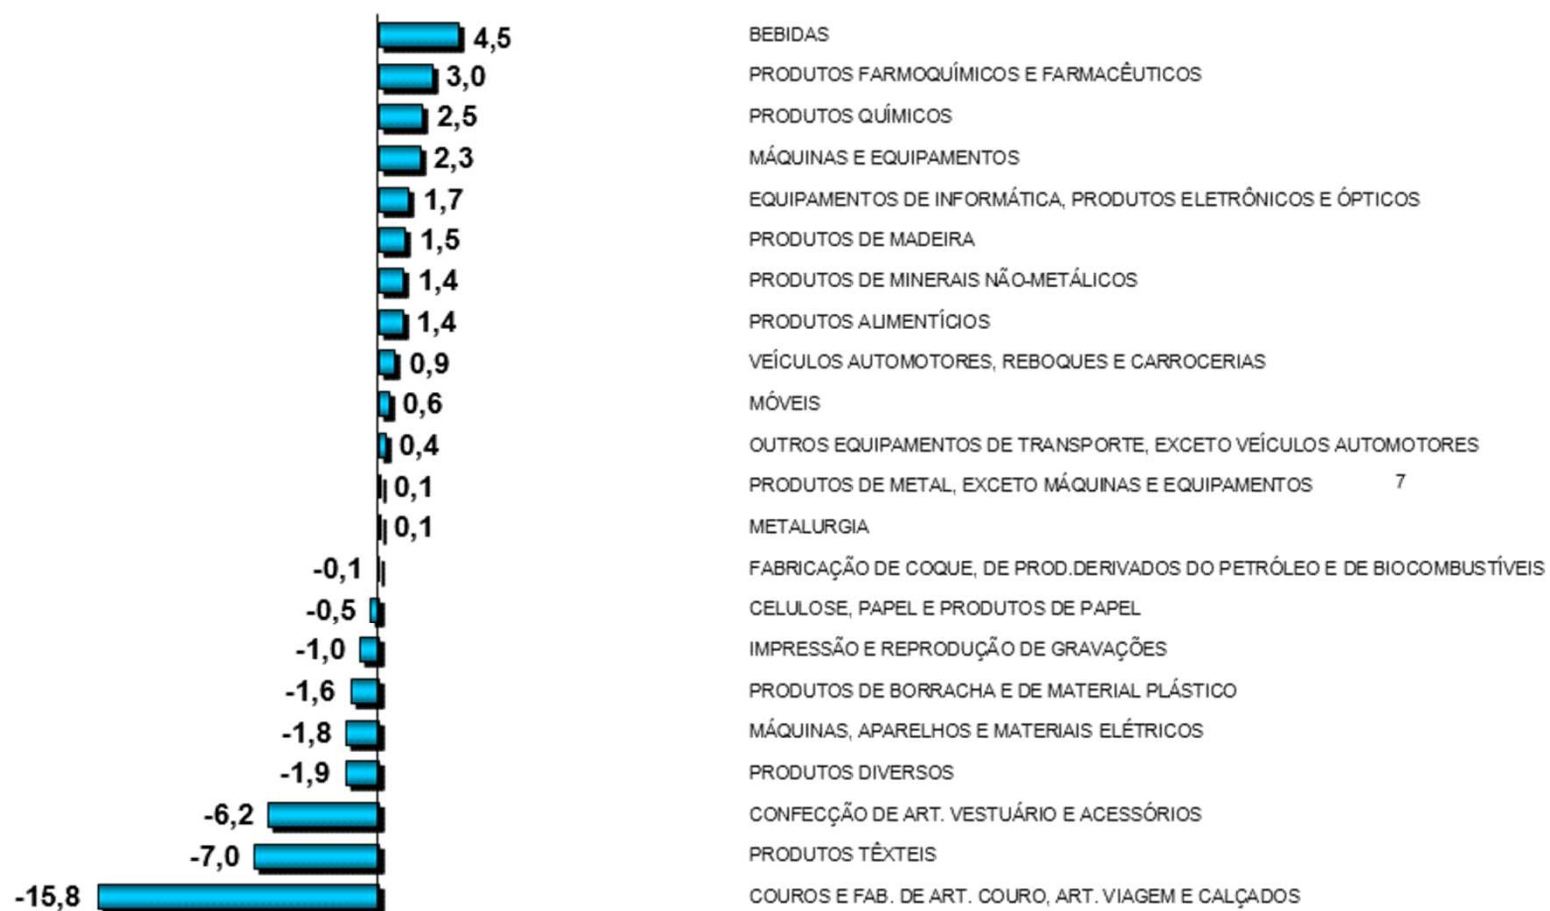 4,5 BEBIDAS
3,0 PRODUTOS FARMOQUÍMICOS E FARMACÊUTICOS
2,5 PRODUTOS QUÍMICOS
2,3 MÁQUINAS E EQUIPAMENTOS
1,7 EQUIPAMENTOS DE INFORMÁTICA, PRODUTOS ELETRÔNICOS E ÓPTICOS
1,5 PRODUTOS DE MADEIRA
1,4 PRODUTOS DE MINERAIS NÃO-METÁLICOS
1,4 PRODUTOS ALIMENTÍCIOS
0,9 VEÍCULOS AUTOMOTORES, REBOQUES E CARROCERIAS
0,6 MÓVEIS
0,4 OUTROS EQUIPAMENTOS DE TRANSPORTE, EXCETO VEÍCULOS AUTOMOTORES
0,1 PRODUTOS DE METAL, EXCETO MÁQUINAS E EQUIPAMENTOS 7
0,1 METALURGIA
-0,1 FABRICAÇÃO DE COQUE, DE PROD.DERIVADOS DO PETRÓLEO E DE BIOCOMBUSTÍVEIS
-0,5 CELULOSE, PAPEL E PRODUTOS DE PAPEL
-1,0 IMPRESSÃO E REPRODUÇÃO DE GRAVAÇÕES
-1,6 PRODUTOS DE BORRACHA E DE MATERIAL PLÁSTICO
-1,8 MÁQUINAS, APARELHOS E MATERIAIS ELÉTRICOS
-1,9 PRODUTOS DIVERSOS
-6,2 CONFECÇÃO DE ART. VESTUÁRIO E ACESSÓRIOS
-7,0 PRODUTOS TÊXTEIS
-15,8 COUROS E FAB. DE ART. COURO, ART. VIAGEM E CALÇADOS